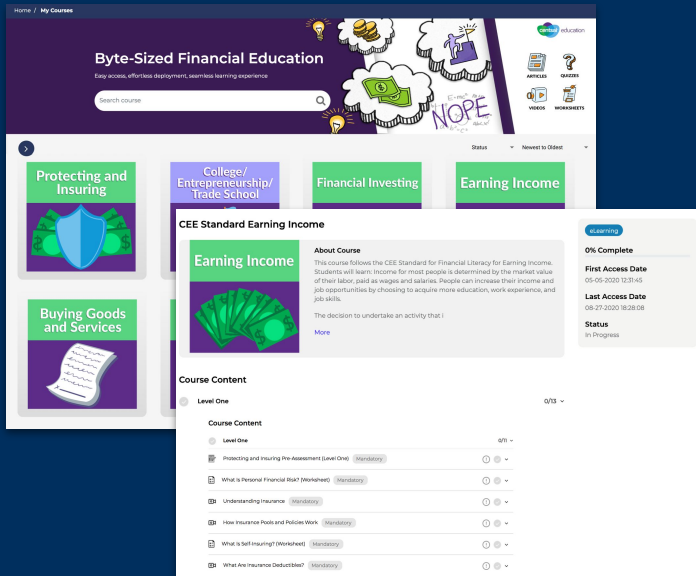 Home / My Courses
Byte-Sized Financial Education
Easy access, effortless deployment, seamless learning experience
Search course
centsai education
ARTICLES
QUIZZES
VIDEOS
WORKSHEETS
NOPE
Status
Newest to Oldest
Protecting and
Insuring
College/
Entrepreneurship/
Trade School
Financial Investing
Earning Income
Buying Goods
and Services
CEE Standard Earning Income
Earning Income
About Course
This course follows the CEE Standard for Financial Literacy for Earning Income.
Students will learn: Income for most people is determined by the market value
of their labor, paid as wages and salaries. People can increase their income and
job opportunities by choosing to acquire more education, work experience, and
job skills.
The decision to undertake an activity that i
More
eLearning
0% Complete
First Access Date
05-05-2020 12:31:45
Last Access Date
08-27-2020 18:28:08
Status
In Progress
Course Content
Level One
0/13
Course Content
Level One
0/11
Protecting and Insuring Pre-Assessment (Level One) Mandatory
What Is Personal Financial Risk? (Worksheet) Mandatory
Understanding Insurance Mandatory
How Insurance Pools and Policies Work Mandatory
What Is Self-Insuring? (Worksheet) Mandatory
What Are Insurance Deductibles? Mandatory